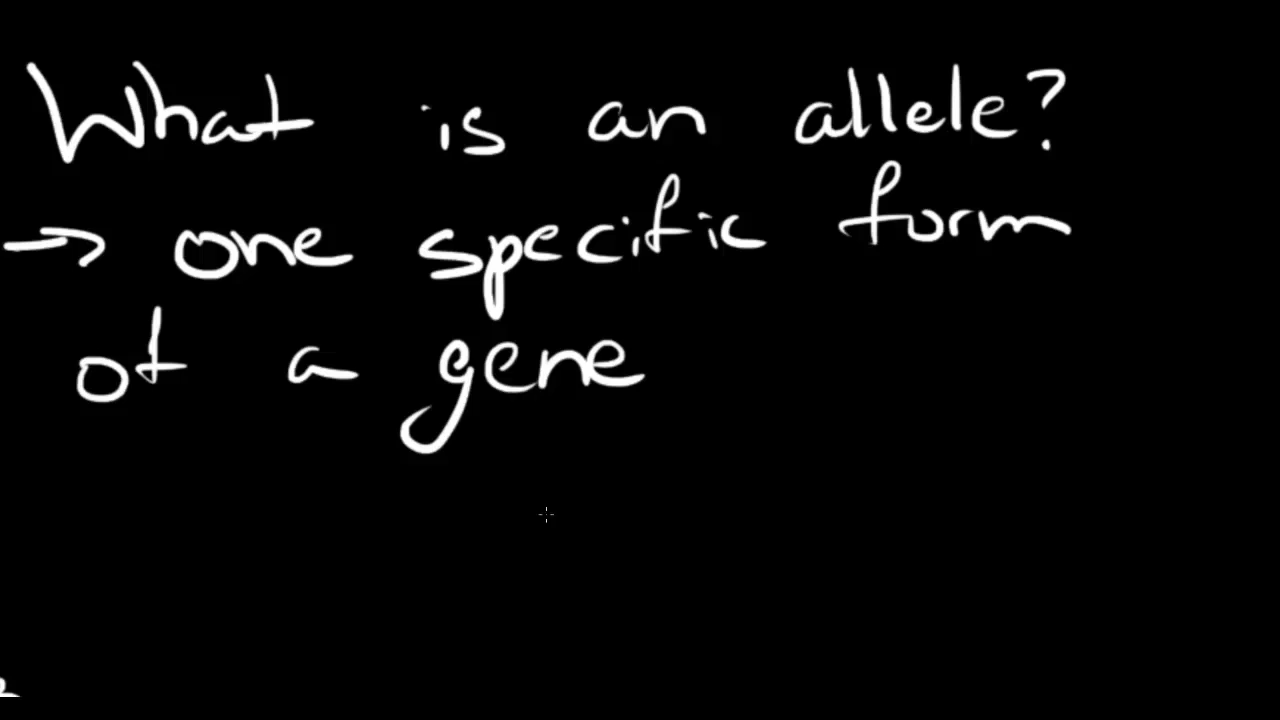 What is an allele?
→ one specific form
of a gene